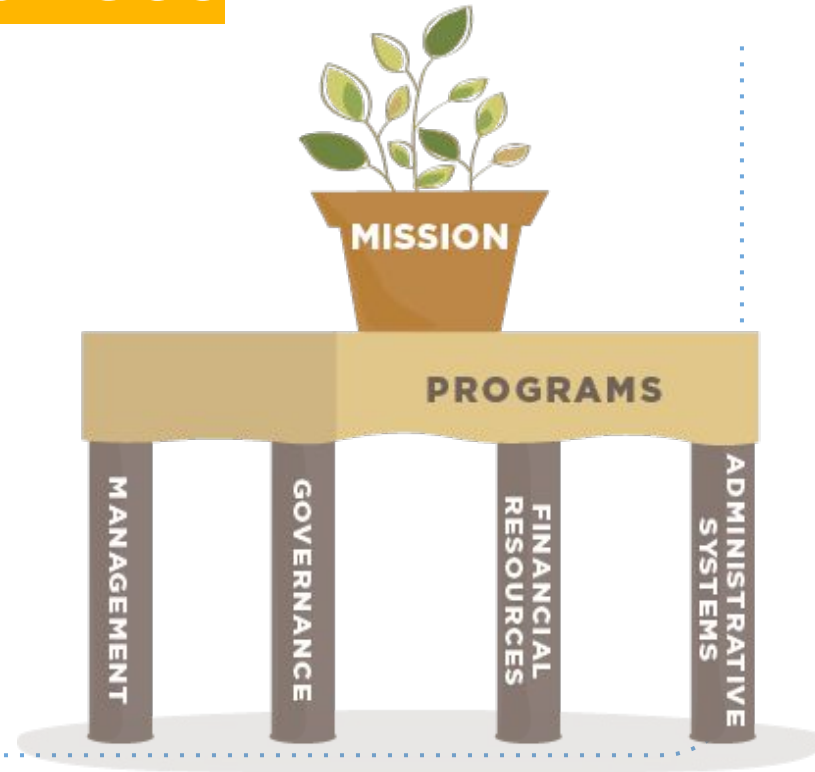 MISSION
PROGRAMS
MANAGEMENT
GOVERNANCE
FINANCIAL
RESOURCES
ADMINISTRATIVE
SYSTEMS